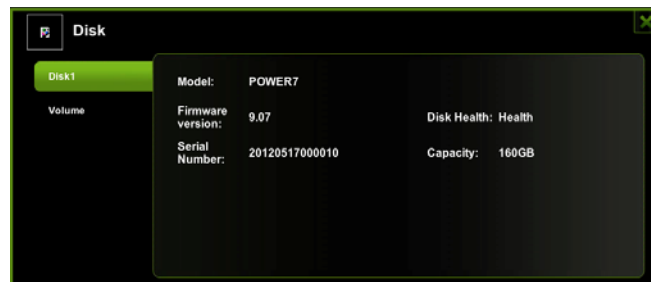 Disk
Disk1
Volume
Model: POWER7
Firmware version: 9.07 Disk Health: Health
Serial Number: 20120517000010 Capacity: 160GB